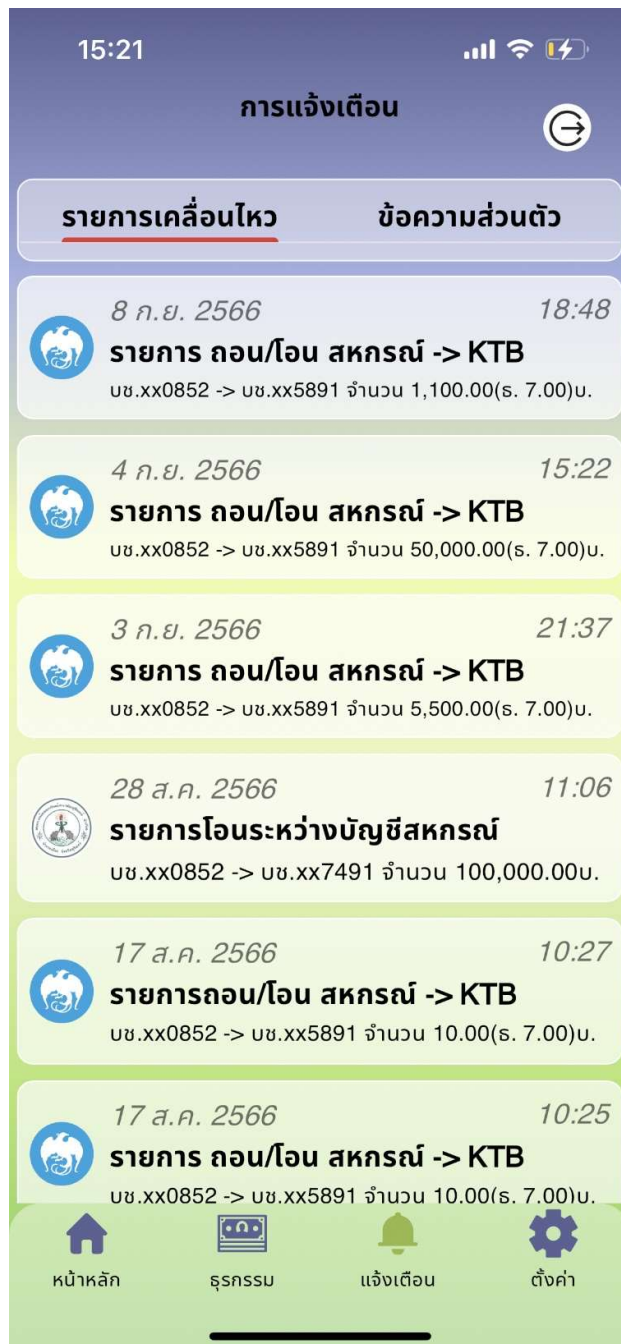 15:21
การแจ้งเตือน
รายการเคลื่อนไหว ข้อความส่วนตัว
8 ก.ย. 2566 18:48
รายการ ถอน/โอน สหกรณ์ -> KTB
บช.xx0852 -> บช.xx5891 จำนวน 1,100.00(ธ. 7.00)บ.
4 ก.ย. 2566 15:22
รายการ ถอน/โอน สหกรณ์ -> KTB
บช.xx0852 -> บช.xx5891 จำนวน 50,000.00(ธ. 7.00)บ.
3 ก.ย. 2566 21:37
รายการ ถอน/โอน สหกรณ์ -> KTB
บช.xx0852 -> บช.xx5891 จำนวน 5,500.00(ธ. 7.00)บ.
28 ส.ค. 2566 11:06
รายการโอนระหว่างบัญชีสหกรณ์
บช.xx0852 -> บช.xx7491 จำนวน 100,000.00บ.
17 ส.ค. 2566 10:27
รายการถอน/โอน สหกรณ์ -> KTB
บช.xx0852 -> บช.xx5891 จำนวน 10.00(ธ. 7.00)บ.
17 ส.ค. 2566 10:25
รายการ ถอน/โอน สหกรณ์ -> KTB
บช.xx0852 -> บช.xx5891 จำนวน 10.00(ธ. 7.00)บ.
หน้าหลัก ธุรกรรม แจ้งเตือน ตั้งค่า